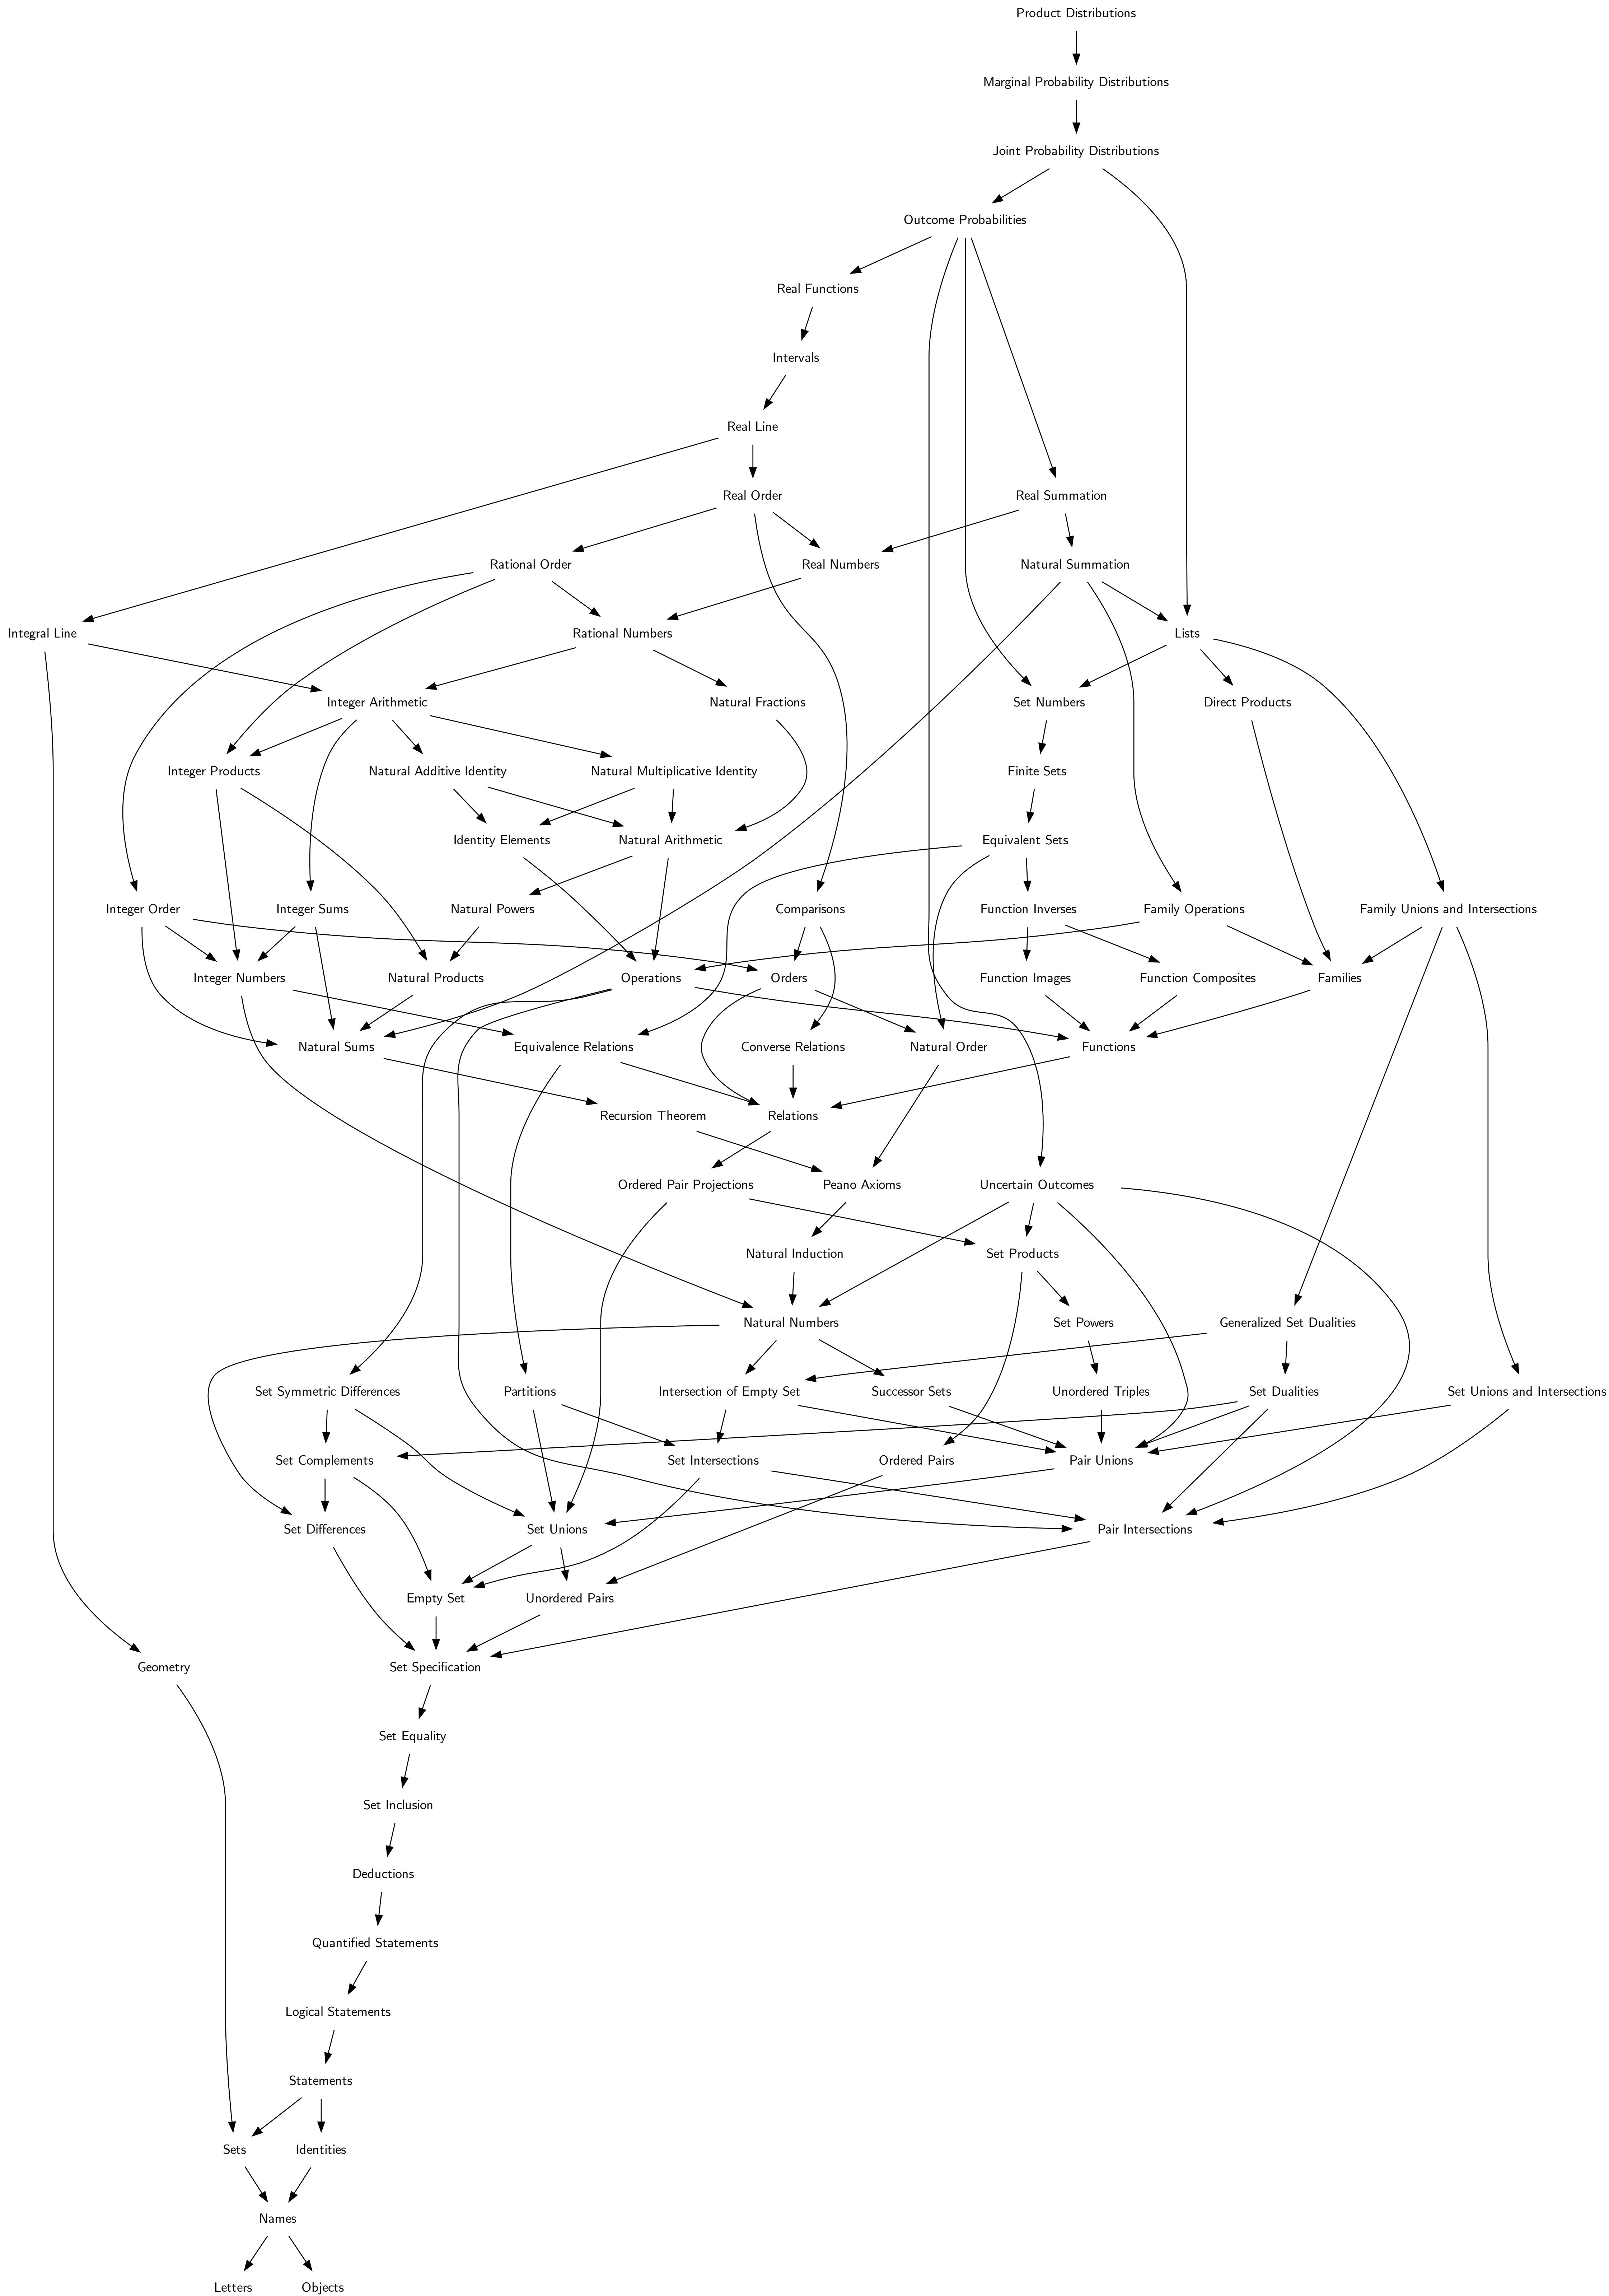 Product Distributions
Marginal Probability Distributions
Joint Probability Distributions
Outcome Probabilities
Real Functions
Intervals
Real Line
Real Order
Real Summation
Rational Order
Real Numbers
Natural Summation
Integral Line
Rational Numbers
Lists
Integer Arithmetic
Natural Fractions
Set Numbers
Direct Products
Integer Products
Natural Additive Identity
Natural Multiplicative Identity
Finite Sets
Identity Elements
Natural Arithmetic
Equivalent Sets
Integer Order
Integer Sums
Natural Powers
Comparisons
Function Inverses
Family Operations
Family Unions and Intersections
Integer Numbers
Natural Products
Operations
Orders
Function Images
Function Composites
Families
Natural Sums
Equivalence Relations
Converse Relations
Natural Order
Functions
Recursion Theorem
Relations
Ordered Pair Projections
Peano Axioms
Uncertain Outcomes
Natural Induction
Set Products
Natural Numbers
Set Powers
Generalized Set Dualities
Set Symmetric Differences
Partitions
Intersection of Empty Set
Successor Sets
Unordered Triples
Set Dualities
Set Unions and Intersections
Set Complements
Set Intersections
Ordered Pairs
Pair Unions
Set Differences
Set Unions
Pair Intersections
Empty Set
Unordered Pairs
Geometry
Set Specification
Set Equality
Set Inclusion
Deductions
Quantified Statements
Logical Statements
Statements
Sets
Identities
Names
Letters
Objects